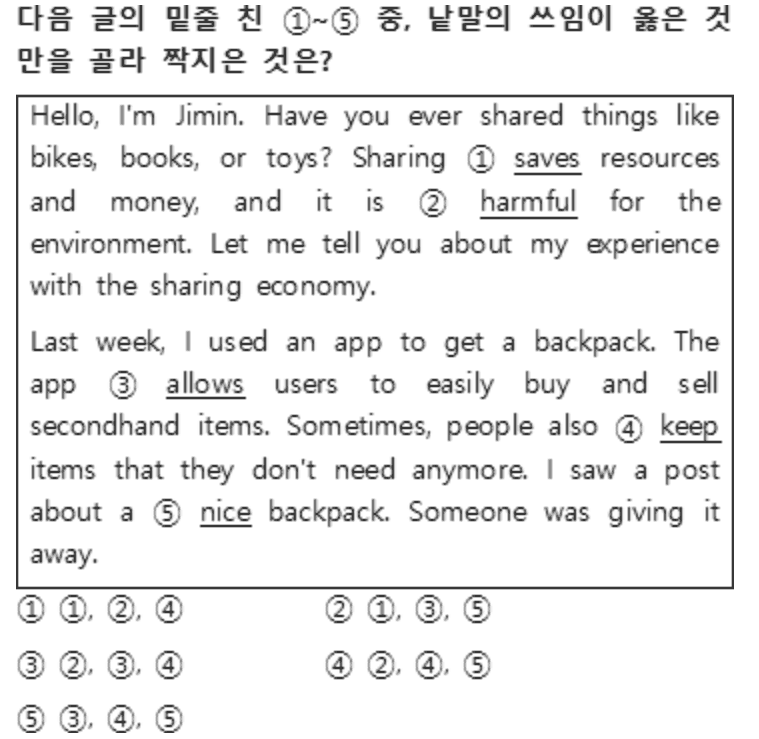 다음 글의 밑줄 친 ①~⑤ 중, 낱말의 쓰임이 옳은 것
만을 골라 짝지은 것은?
Hello, I'm Jimin. Have you ever shared things like
bikes, books, or toys? Sharing ① saves resources
and money, and it is ② harmful for the
environment. Let me tell you about my experience
with the sharing economy.
Last week, I used an app to get a backpack. The
app ③ allows users to easily buy and sell
secondhand items. Sometimes, people also ④ keep
items that they don't need anymore. I saw a post
about a ⑤ nice backpack. Someone was giving it
away.
① ①, ②, ④ ② ①, ③, ⑤
③ ②, ③, ④ ④ ②, ④, ⑤
⑤ ③, ④, ⑤